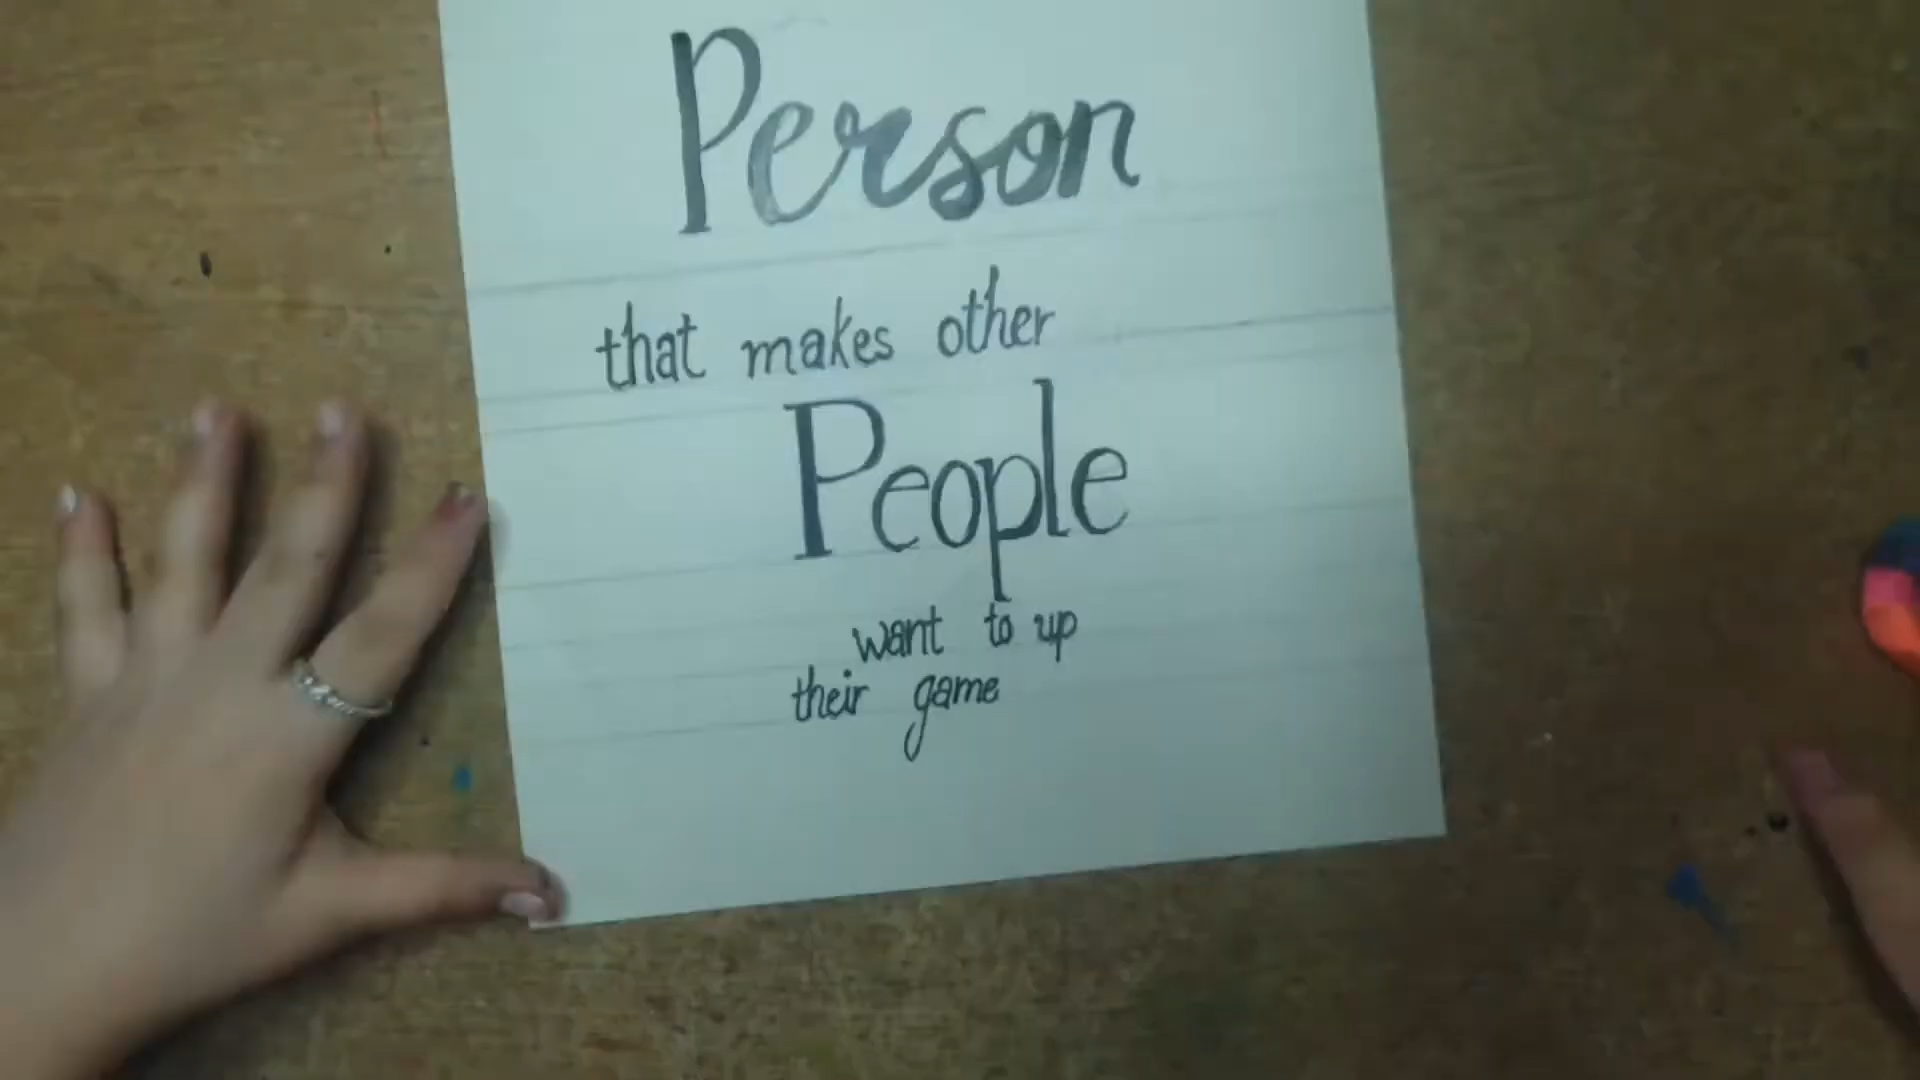 Person
that makes other
People
want to up
their game